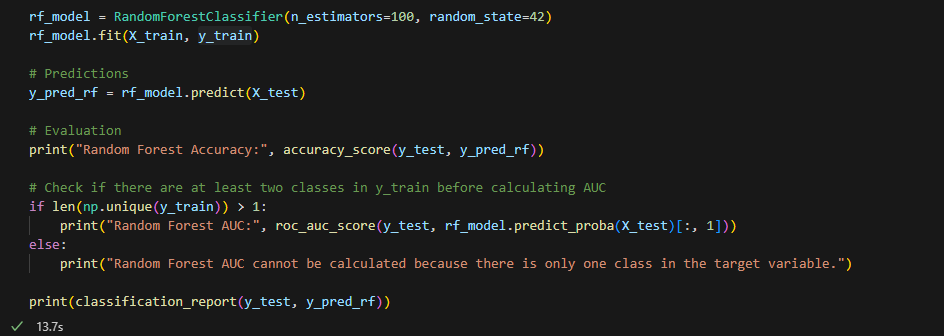 rf_model = RandomForestClassifier(n_estimators=100, random_state=42)
rf_model.fit(X_train, y_train)
# Predictions
y_pred_rf = rf_model.predict(X_test)
# Evaluation
print("Random Forest Accuracy:", accuracy_score(y_test, y_pred_rf))
# Check if there are at least two classes in y_train before calculating AUC
if len(np.unique(y_train)) > 1:
    print("Random Forest AUC:", roc_auc_score(y_test, rf_model.predict_proba(X_test)[:, 1]))
else:
    print("Random Forest AUC cannot be calculated because there is only one class in the target variable.")
print(classification_report(y_test, y_pred_rf))
13.7s